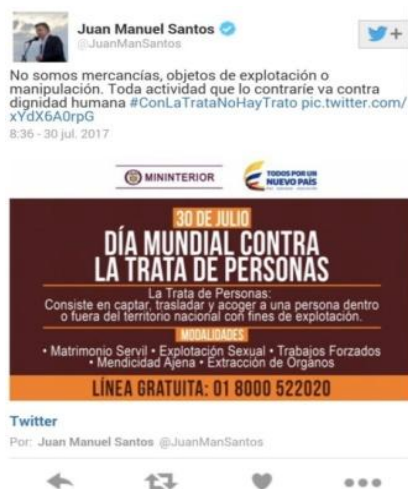 Juan Manuel Santos
@JuanManSantos
No somos mercancías, objetos de explotación o
manipulación. Toda actividad que lo contraríe va contra
dignidad humana #ConLaTrataNoHayTrato pic.twitter.com/
xYdX6A0rpG
8:36 - 30 jul. 2017
MININTERIOR
TODOS POR UN
NUEVO PAÍS
30 DE JULIO
DÍA MUNDIAL CONTRA
LA TRATA DE PERSONAS
La Trata de Personas:
Consiste en captar, trasladar y acoger a una persona dentro
o fuera del territorio nacional con fines de explotación.
MODALIDADES
• Matrimonio Servil • Explotación Sexual • Trabajos Forzados
• Mendicidad Ajena • Extracción de Órganos
LÍNEA GRATUITA: 01 8000 522020
Twitter
Por: Juan Manuel Santos @JuanManSantos